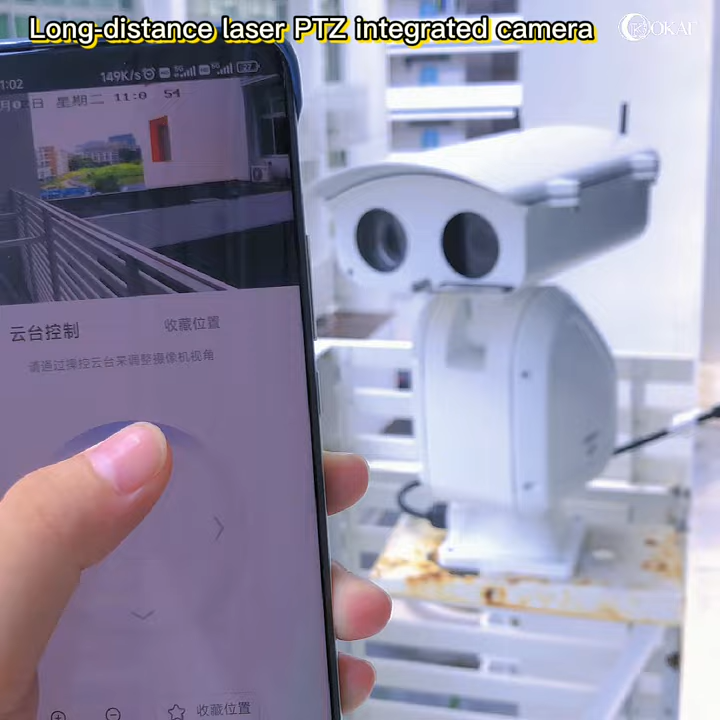 Long-distance laser PTZ integrated camera
OKAF
1:02
149K/s
27
星期二 11:0 54
云台控制
收藏位置
请通过操控云台来调整摄像机视角
收藏位置